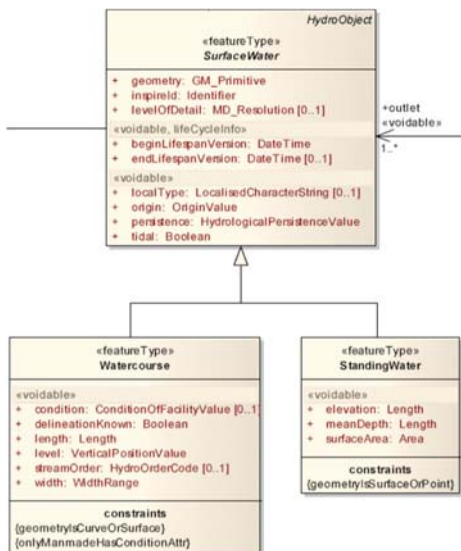 HydroObject
«featureType»
SurfaceWater
+ geometry: GM_Primitive
+ inspireId: Identifier
+ levelOfDetail: MD_Resolution [0..1]
«voidable, lifeCycleInfo»
+ beginLifespanVersion: DateTime
+ endLifespanVersion: DateTime [0..1]
«voidable»
+ localType: LocalisedCharacterString [0..1]
+ origin: OriginValue
+ persistence: HydrologicalPersistenceValue
+ tidal: Boolean
+outlet
«voidable»
1..*
«featureType»
Watercourse
«voidable»
+ condition: ConditionOfFacilityValue [0..1]
+ delineationKnown: Boolean
+ length: Length
+ level: VerticalPositionValue
+ streamOrder: HydroOrderCode [0..1]
+ width: WidthRange
constraints
{geometryIsCurveOrSurface}
{onlyManmadeHasConditionAttr}
«featureType»
StandingWater
«voidable»
+ elevation: Length
+ meanDepth: Length
+ surfaceArea: Area
constraints
{geometryIsSurfaceOrPoint}